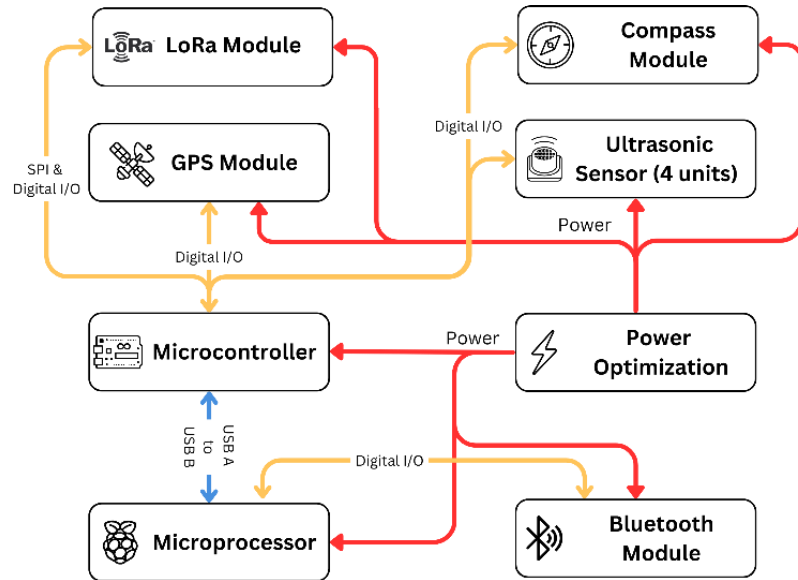 LoRa
LoRa Module
Compass
Module
Digital I/O
GPS Module
Ultrasonic
Sensor (4 units)
SPI &
Digital I/O
Power
Digital I/O
Microcontroller
Power
Power
Optimization
USB A
to
USB B
Digital I/O
Microprocessor
Bluetooth
Module